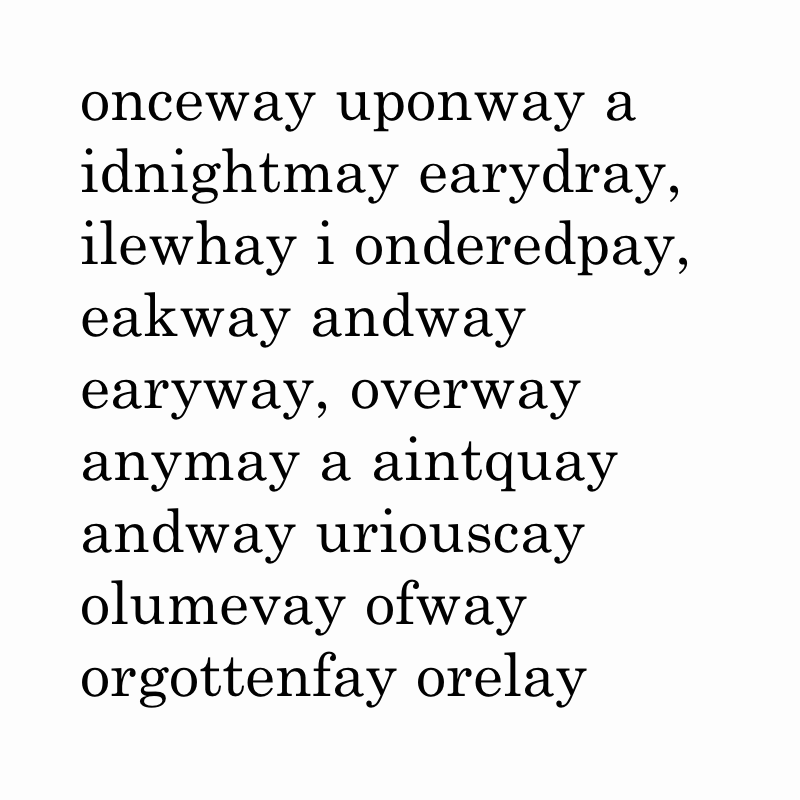 onceway uponway a
idnightmay earydray,
ilewhay i onderedpay,
eakway andway
earyway, overway
anymay a aintquay
andway uriouscay
olumevay ofway
orgottenfay orelay